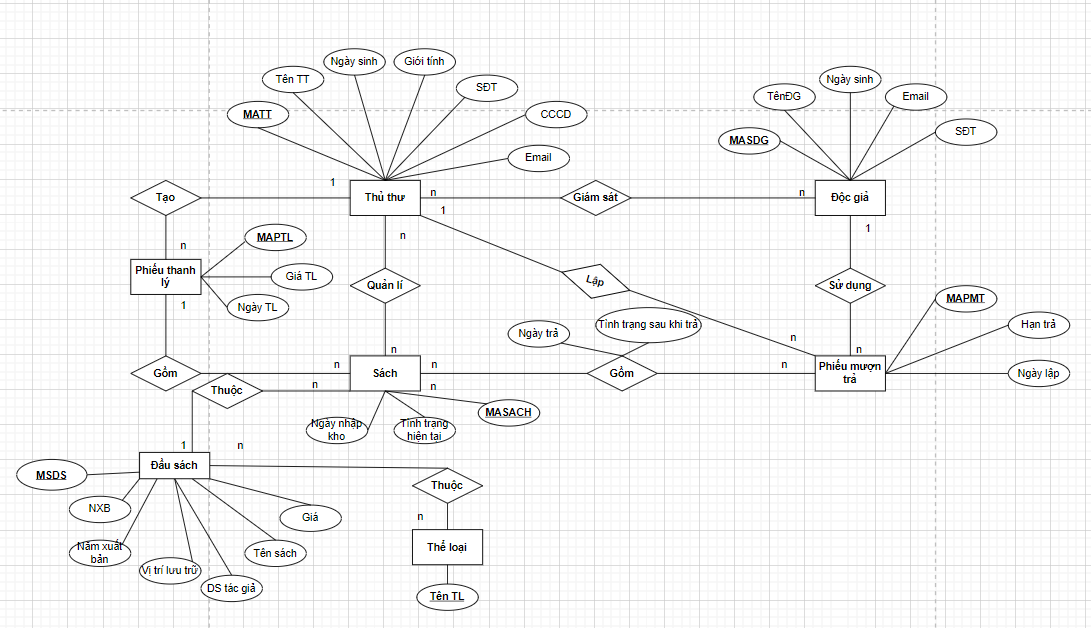 Ngày sinh
Giới tính
Tên TT
SĐT
MATT
CCCD
Email
Ngày sinh
TênĐG
Email
MASDG
SĐT
Tạo
1
Thủ thư
n
Giám sát
n
Độc giả
1
1
n
n
MAPTL
Phiếu thanh
lý
Giá TL
Ngày TL
1
Quản lí
Lập
Sử dụng
MAPMT
Hạn trả
Ngày lập
Ngày trả
Tình trạng sau khi trả
n
n
n
Gồm
n
Sách
n
Gồm
n
Phiếu mượn
trả
Thuộc
n
n
MASACH
Ngày nhập
kho
Tình trạng
hiện tại
1
n
Đầu sách
MSDS
NXB
Năm xuất
bản
Vị trí lưu trữ
DS tác giả
Tên sách
Giá
Thuộc
n
Thể loại
Tên TL